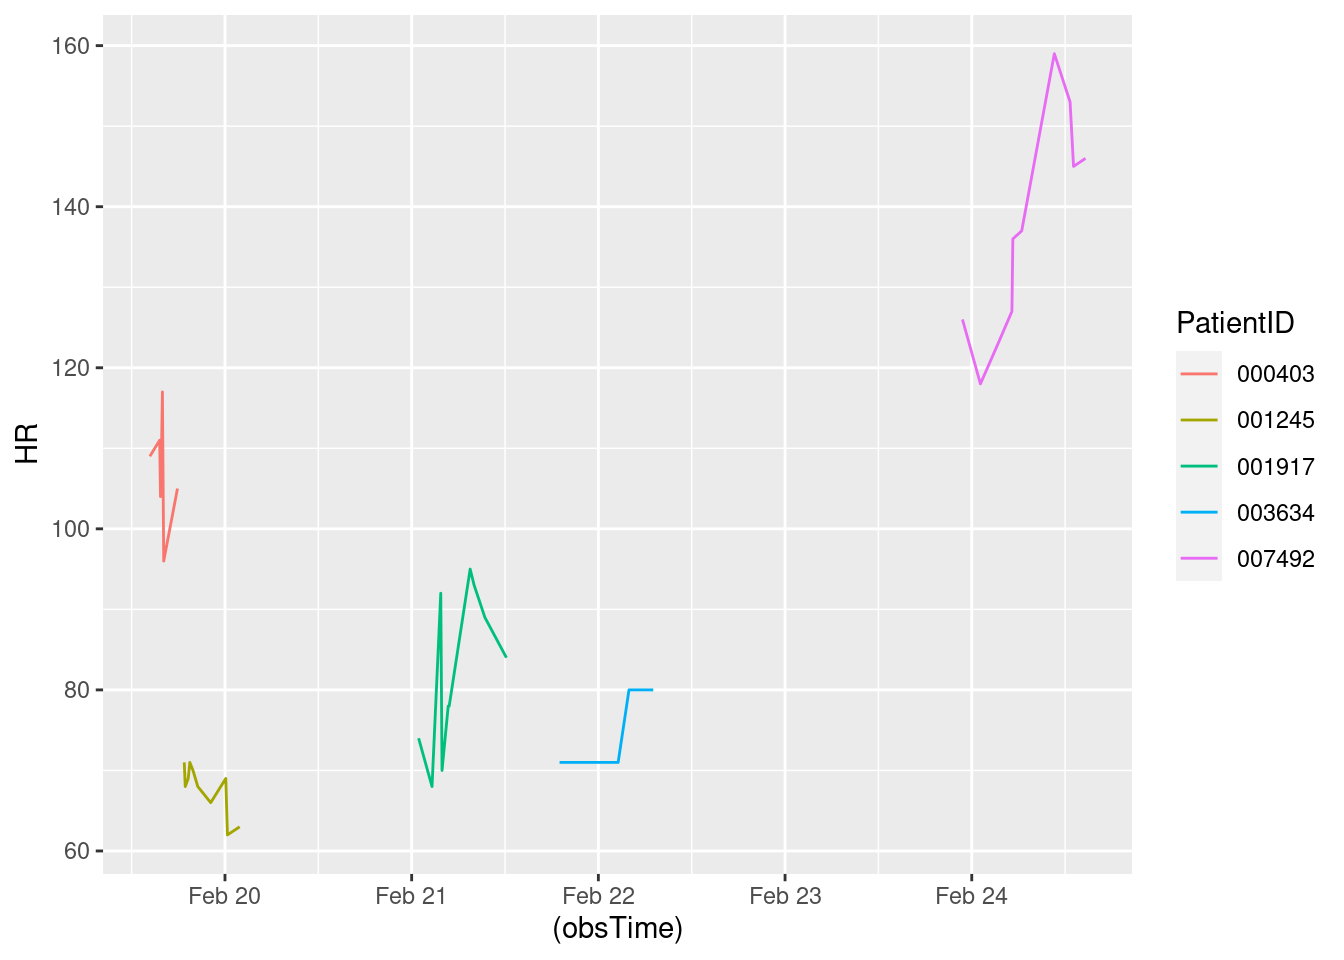 160
140
120
100
80
60
HR
Feb 20
Feb 21
Feb 22
Feb 23
Feb 24
(obsTime)
PatientID
000403
001245
001917
003634
007492